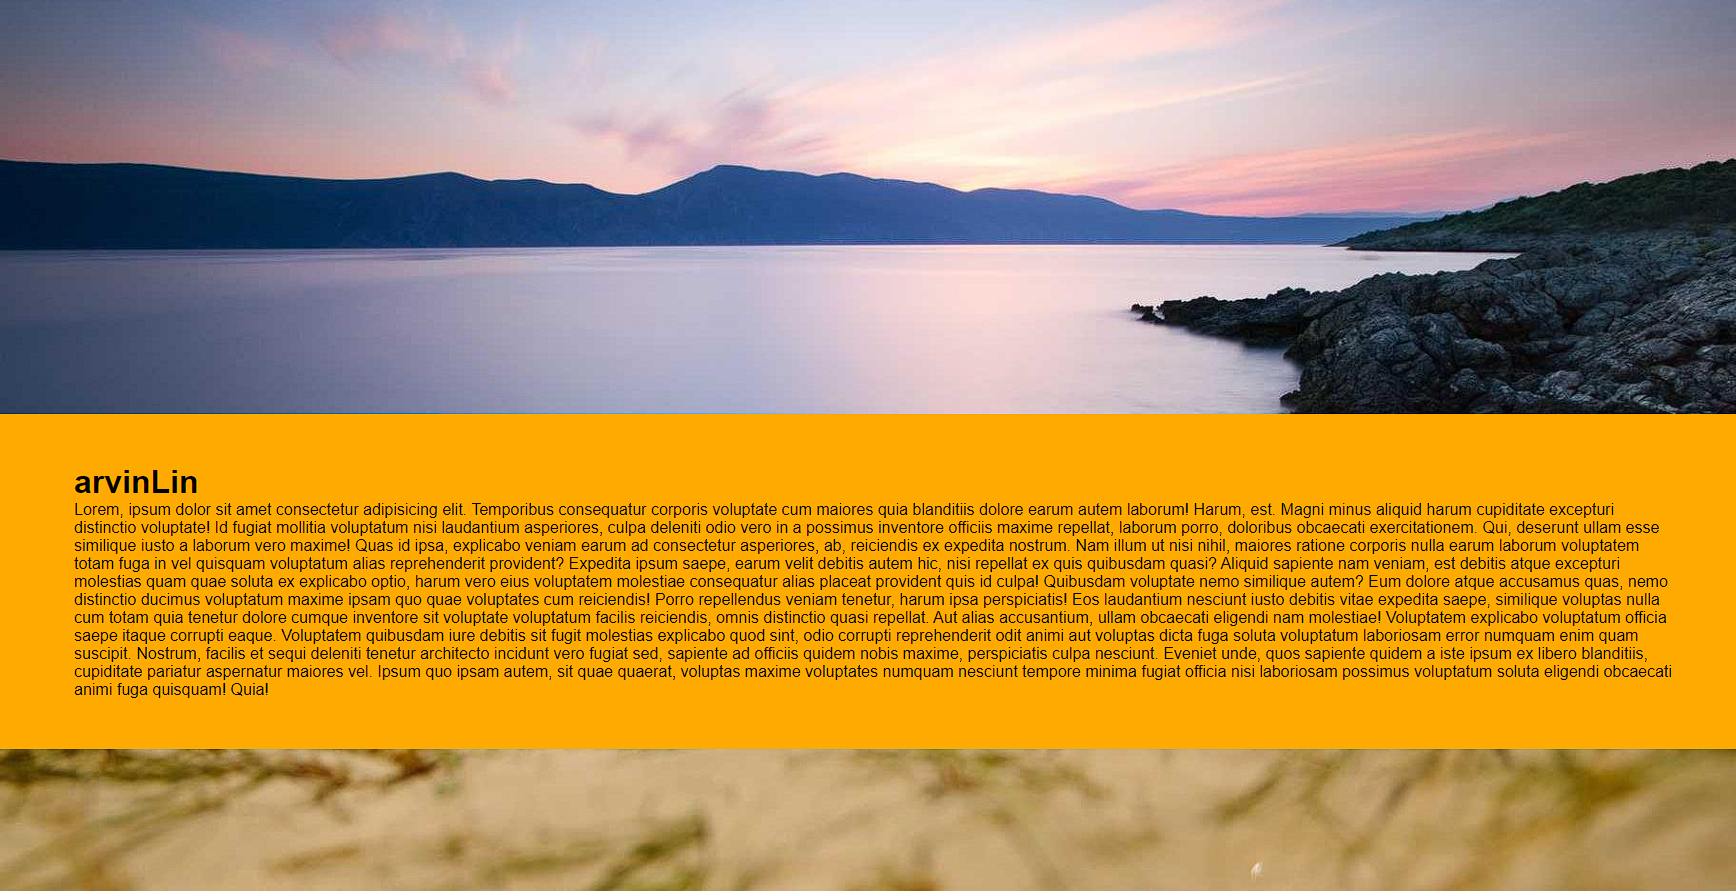 arvinLin
Lorem, ipsum dolor sit amet consectetur adipisicing elit. Temporibus consequatur corporis voluptate cum maiores quia blanditiis dolore earum autem laborum! Harum, est. Magni minus aliquid harum cupiditate excepturi
distinctio voluptate! Id fugiat mollitia voluptatum nisi laudantium asperiores, culpa deleniti odio vero in a possimus inventore officiis maxime repellat, laborum porro, doloribus obcaecati exercitationem. Qui, deserunt ullam esse
similique iusto a laborum vero maxime! Quas id ipsa, explicabo veniam earum ad consectetur asperiores, ab, reiciendis ex expedita nostrum. Nam illum ut nisi nihil, maiores ratione corporis nulla earum laborum voluptatem
totam fuga in vel quisquam voluptatum alias reprehenderit provident? Expedita ipsum saepe, earum velit debitis autem hic, nisi repellat ex quis quibusdam quasi? Aliquid sapiente nam veniam, est debitis atque excepturi
molestias quam quae soluta ex explicabo optio, harum vero eius voluptatem molestiae consequatur alias placeat provident quis id culpa! Quibusdam voluptate nemo similique autem? Eum dolore atque accusamus quas, nemo
distinctio ducimus voluptatum maxime ipsam quo quae voluptates cum reiciendis! Porro repellendus veniam tenetur, harum ipsa perspiciatis! Eos laudantium nesciunt iusto debitis vitae expedita saepe, similique voluptas nulla
cum totam quia tenetur dolore cumque inventore sit voluptate voluptatum facilis reiciendis, omnis distinctio quasi repellat. Aut alias accusantium, ullam obcaecati eligendi nam molestiae! Voluptatem explicabo voluptatum officia
saepe itaque corrupti eaque. Voluptatem quibusdam iure debitis sit fugit molestias explicabo quod sint, odio corrupti reprehenderit odit animi aut voluptas dicta fuga soluta voluptatum laboriosam error numquam enim quam
suscipit. Nostrum, facilis et sequi deleniti tenetur architecto incidunt vero fugiat sed, sapiente ad officiis quidem nobis maxime, perspiciatis culpa nesciunt. Eveniet unde, quos sapiente quidem a iste ipsum ex libero blanditiis,
cupiditate pariatur aspernatur maiores vel. Ipsum quo ipsam autem, sit quae quaerat, voluptas maxime voluptates numquam nesciunt tempore minima fugiat officia nisi laboriosam possimus voluptatum soluta eligendi obcaecati
animi fuga quisquam! Quia!